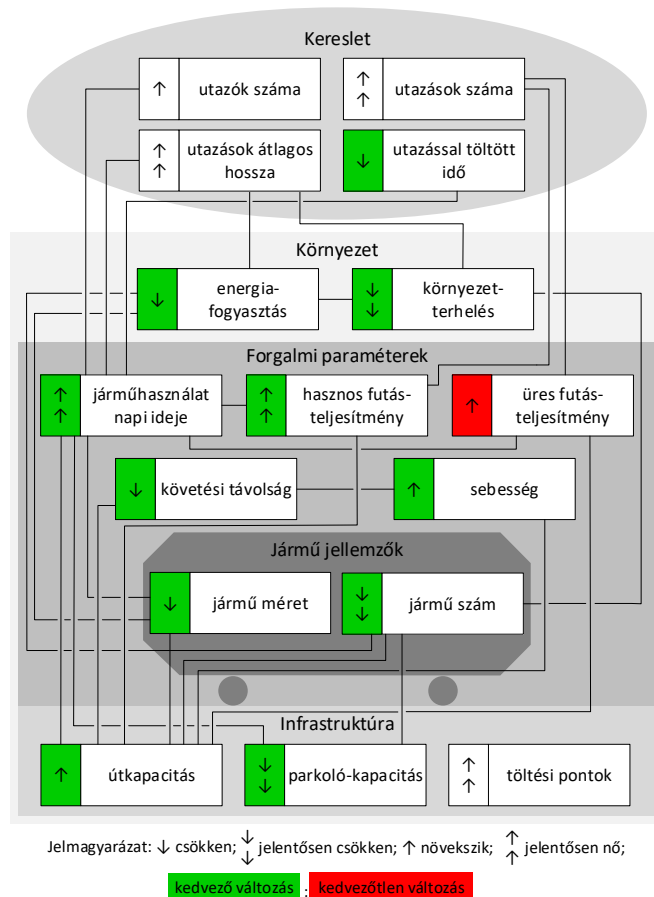 Kereslet
↑ utazók száma
↑↑ utazások száma
↑↑ utazások átlagos
hossza
↓ utazással töltött
idő
Környezet
↓ energia-
fogyasztás
↓↓ környezet-
terhelés
Forgalmi paraméterek
↑↑ járműhasználat
napi ideje
↑↑ hasznos futás-
teljesítmény
↑ üres futás-
teljesítmény
↓ követési távolság
↑ sebesség
Jármű jellemzők
↓ jármű méret
↓↓ jármű szám
Infrastruktúra
↑ útkapacitás
↓↓ parkoló-kapacitás
↑↑ töltési pontok
Jelmagyarázat: ↓ csökken; ↓↓ jelentősen csökken; ↑ növekszik; ↑↑ jelentősen nő;
kedvező változás ; kedvezőtlen változás